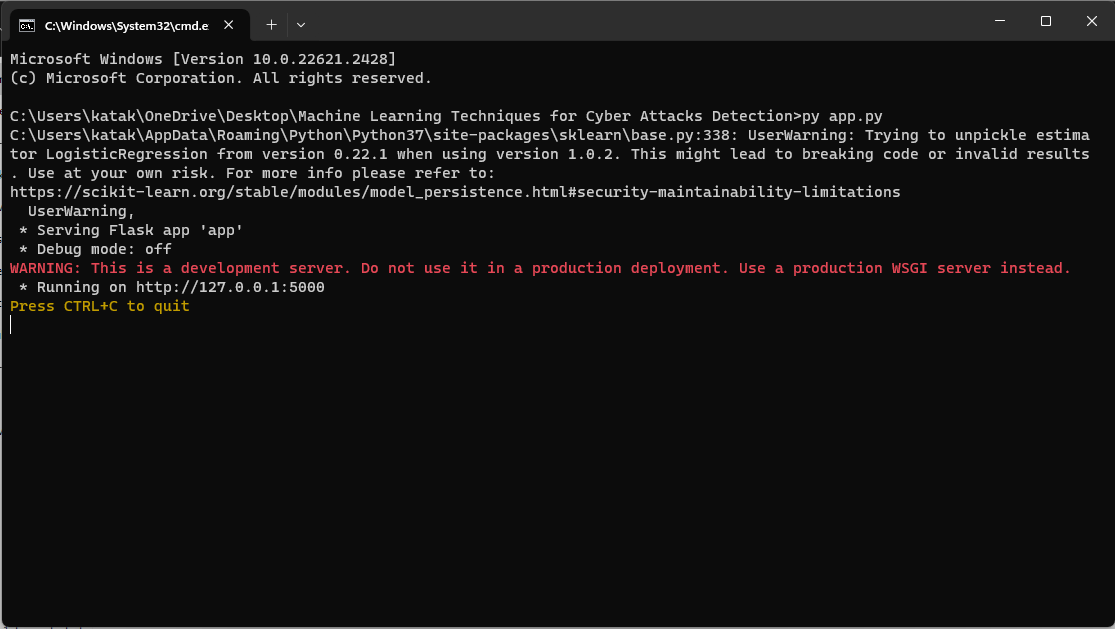 C:\Windows\System32\cmd.e
Microsoft Windows [Version 10.0.22621.2428]
(c) Microsoft Corporation. All rights reserved.
C:\Users\katak\OneDrive\Desktop\Machine Learning Techniques for Cyber Attacks Detection>py app.py
C:\Users\katak\AppData\Roaming\Python\Python37\site-packages\sklearn\base.py:338: UserWarning: Trying to unpickle estima
tor LogisticRegression from version 0.22.1 when using version 1.0.2. This might lead to breaking code or invalid results
. Use at your own risk. For more info please refer to:
https://scikit-learn.org/stable/modules/model_persistence.html#security-maintainability-limitations
  UserWarning,
 * Serving Flask app 'app'
 * Debug mode: off
WARNING: This is a development server. Do not use it in a production deployment. Use a production WSGI server instead.
 * Running on http://127.0.0.1:5000
Press CTRL+C to quit